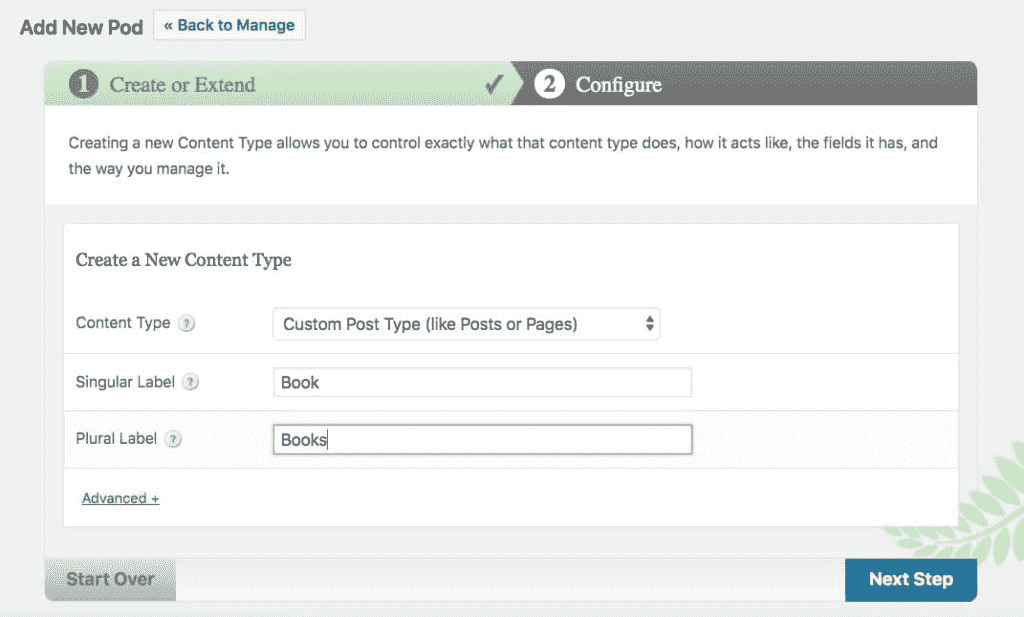 Add New Pod « Back to Manage
1 Create or Extend ✔ 2 Configure
Creating a new Content Type allows you to control exactly what that content type does, how it acts like, the fields it has, and
the way you manage it.
Create a New Content Type
Content Type ? Custom Post Type (like Posts or Pages)
Singular Label ? Book
Plural Label ? Books
Advanced +
Start Over Next Step